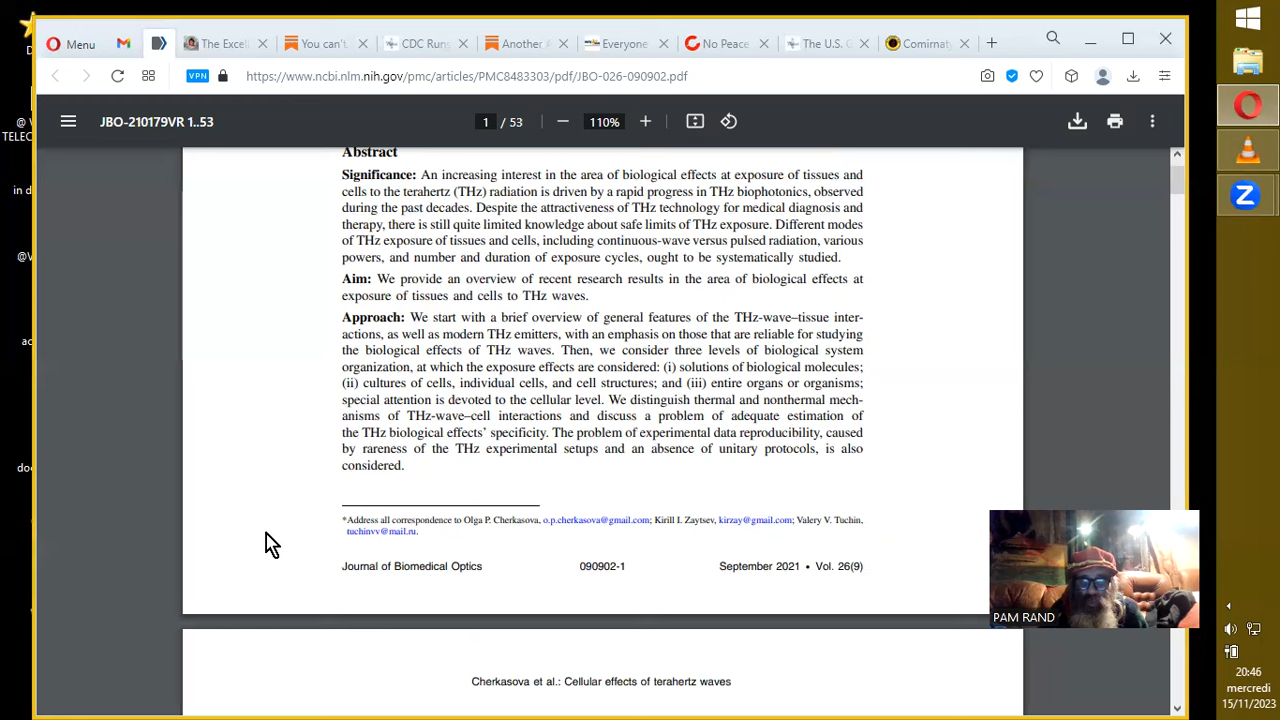 Menu
The Excell
You can't
CDC Rung
Another A
Everyone
No Peace
The U.S. C
Comirnaty
VPN
https://www.ncbi.nlm.nih.gov/pmc/articles/PMC8483303/pdf/JBO-026-090902.pdf
JBO-210179VR 1..53
1 / 53
110%
Abstract
Significance: An increasing interest in the area of biological effects at exposure of tissues and
cells to the terahertz (THz) radiation is driven by a rapid progress in THz biophotonics, observed
during the past decades. Despite the attractiveness of THz technology for medical diagnosis and
therapy, there is still quite limited knowledge about safe limits of THz exposure. Different modes
of THz exposure of tissues and cells, including continuous-wave versus pulsed radiation, various
powers, and number and duration of exposure cycles, ought to be systematically studied.
Aim: We provide an overview of recent research results in the area of biological effects at
exposure of tissues and cells to THz waves.
Approach: We start with a brief overview of general features of the THz-wave–tissue inter-
actions, as well as modern THz emitters, with an emphasis on those that are reliable for studying
the biological effects of THz waves. Then, we consider three levels of biological system
organization, at which the exposure effects are considered: (i) solutions of biological molecules;
(ii) cultures of cells, individual cells, and cell structures; and (iii) entire organs or organisms;
special attention is devoted to the cellular level. We distinguish thermal and nonthermal mech-
anisms of THz-wave–cell interactions and discuss a problem of adequate estimation of
the THz biological effects' specificity. The problem of experimental data reproducibility, caused
by rareness of the THz experimental setups and an absence of unitary protocols, is also
considered.
*Address all correspondence to Olga P. Cherkasova, o.p.cherkasova@gmail.com; Kirill I. Zaytsev, kirzay@gmail.com; Valery V. Tuchin,
tuchinvv@mail.ru.
Journal of Biomedical Optics
090902-1
September 2021 • Vol. 26(9)
Cherkasova et al.: Cellular effects of terahertz waves
PAM RAND
20:46
mercredi
15/11/2023